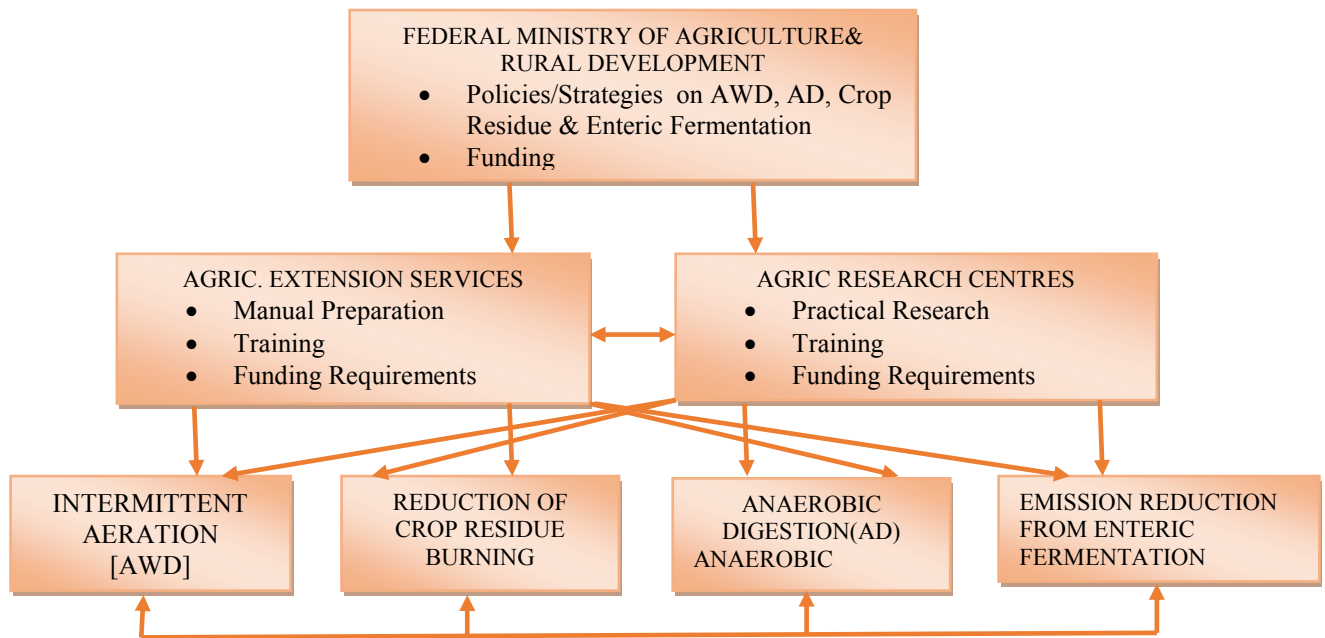 FEDERAL MINISTRY OF AGRICULTURE&
RURAL DEVELOPMENT
• Policies/Strategies on AWD, AD, Crop
Residue & Enteric Fermentation
• Funding
AGRIC. EXTENSION SERVICES
• Manual Preparation
• Training
• Funding Requirements
AGRIC RESEARCH CENTRES
• Practical Research
• Training
• Funding Requirements
INTERMITTENT
AERATION
[AWD]
REDUCTION OF
CROP RESIDUE
BURNING
ANAEROBIC
DIGESTION(AD)
ANAEROBIC
EMISSION REDUCTION
FROM ENTERIC
FERMENTATION